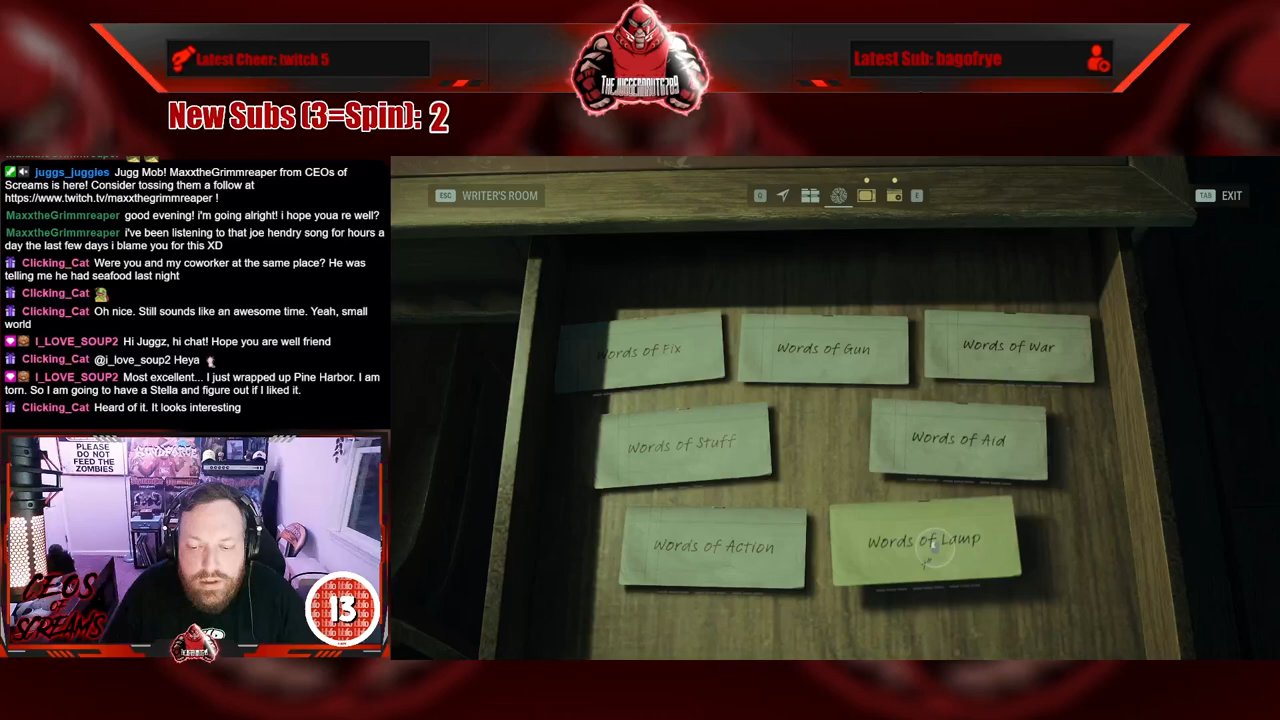 Latest Cheer: twitch 5
THEJUGGERNAUT6789
Latest Sub: bagofrye
New Subs (3=Spin): 2
juggs_juggles Jugg Mob! MaxxtheGrimmreaper from CEOs of
Screams is here! Consider tossing them a follow at
https://www.twitch.tv/maxxthegrimmreaper !
MaxxtheGrimmreaper good evening! i'm going alright! i hope youa re well?
MaxxtheGrimmreaper i've been listening to that joe hendry song for hours a
day the last few days i blame you for this XD
Clicking_Cat Were you and my coworker at the same place? He was
telling me he had seafood last night
Clicking_Cat
Clicking_Cat Oh nice. Still sounds like an awesome time. Yeah, small
world
I_LOVE_SOUP2 Hi Juggz, hi chat! Hope you are well friend
Clicking_Cat @i_love_soup2 Heya
I_LOVE_SOUP2 Most excellent... I just wrapped up Pine Harbor. I am
torn. So I am going to have a Stella and figure out if I liked it.
Clicking_Cat Heard of it. It looks interesting
PLEASE
DO NOT
FEED THE
ZOMBIES
CEOS
OF
SCREAMS
13
ESC WRITER'S ROOM
Q
E
TAB EXIT
Words of Fix
Words of Gun
Words of War
Words of Stuff
Words of Aid
Words of Action
Words of Lamp